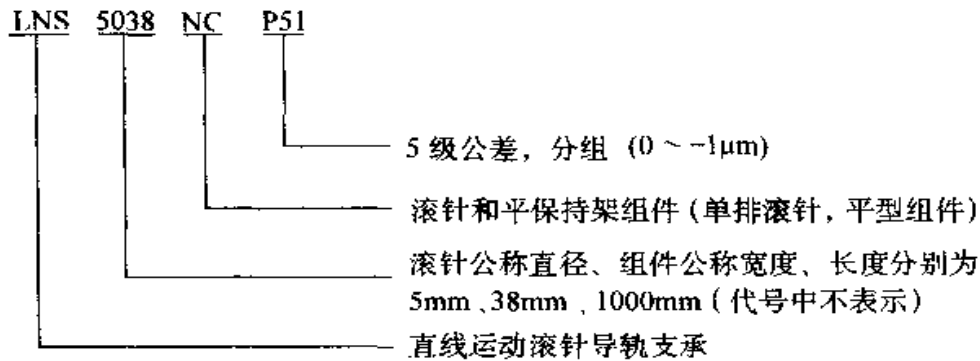 LNS 5038 NC P51
5 级公差，分组 (0 ~ -1μm)
滚针和平保持架组件（单排滚针，平型组件）
滚针公称直径、组件公称宽度、长度分别为
5mm、38mm、1000mm（代号中不表示）
直线运动滚针导轨支承